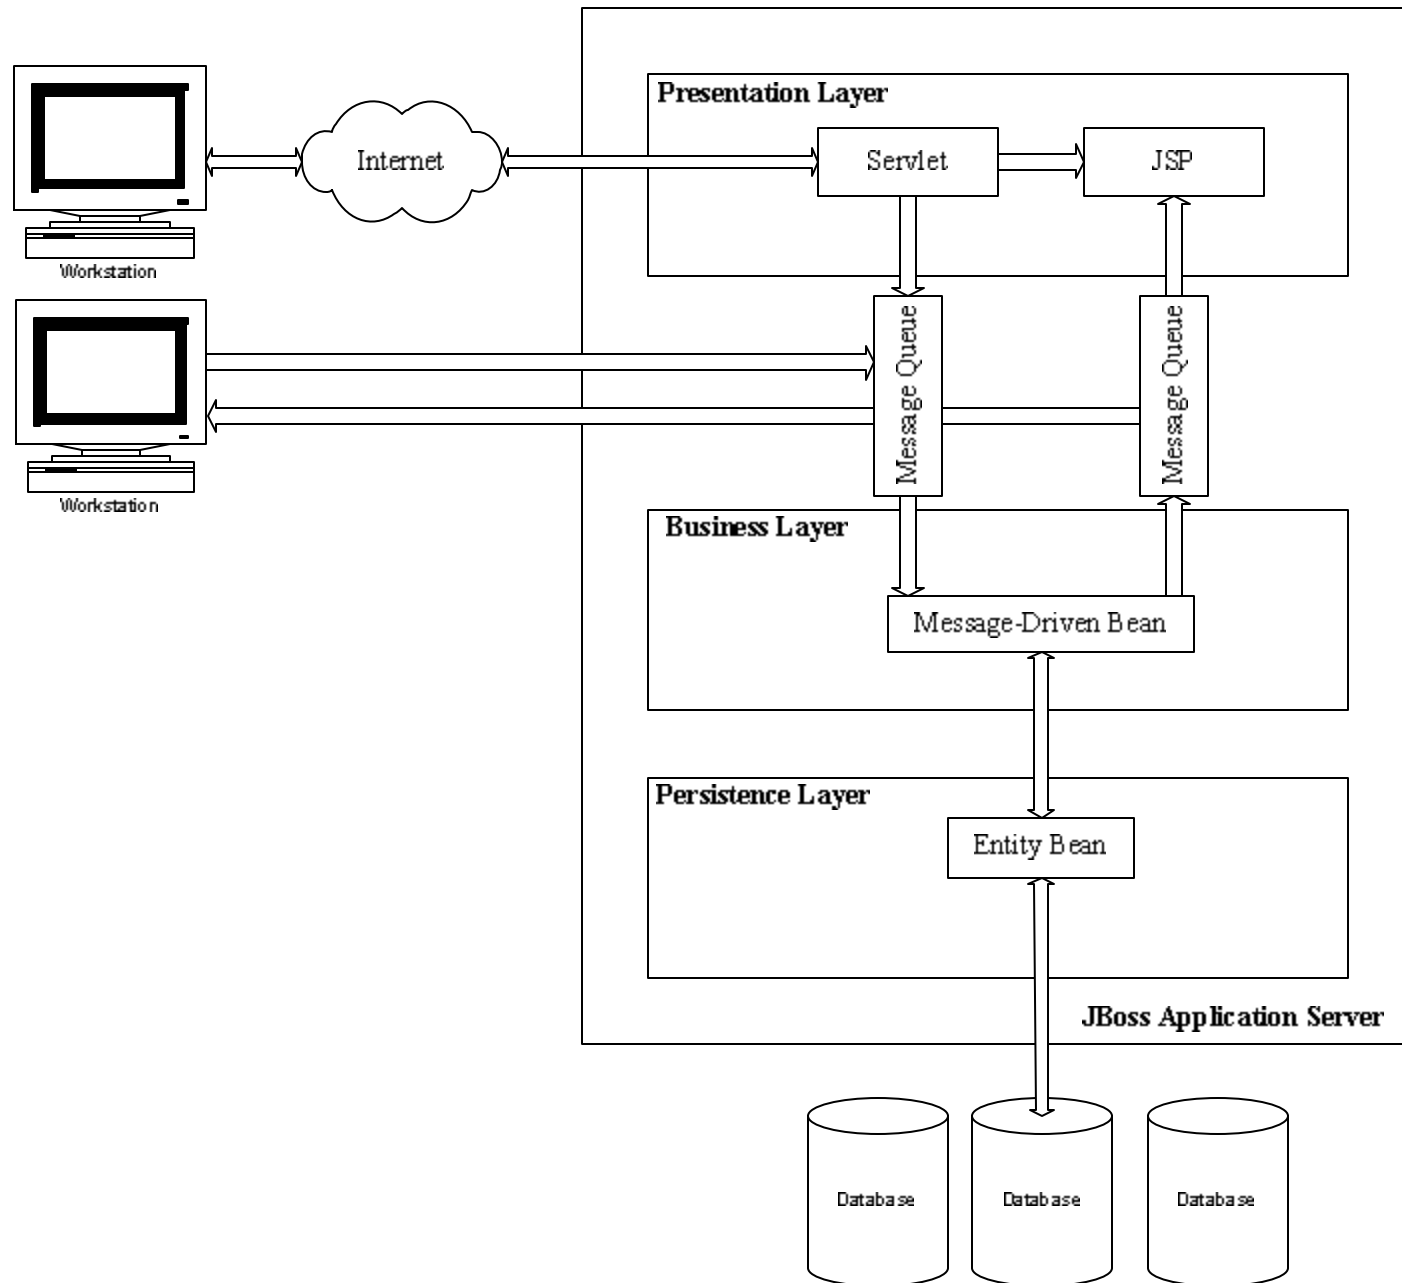 Presentation Layer
Internet
Servlet
JSP
Workstation
Message Queue
Message Queue
Workstation
Business Layer
Message-Driven Bean
Persistence Layer
Entity Bean
JBoss Application Server
Database
Database
Database